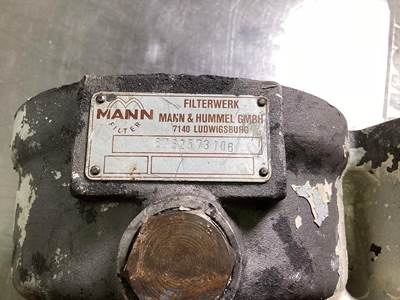 MANN
FILTER
FILTERWERK
MANN & HUMMEL GMBH
7140 LUDWIGSBURG